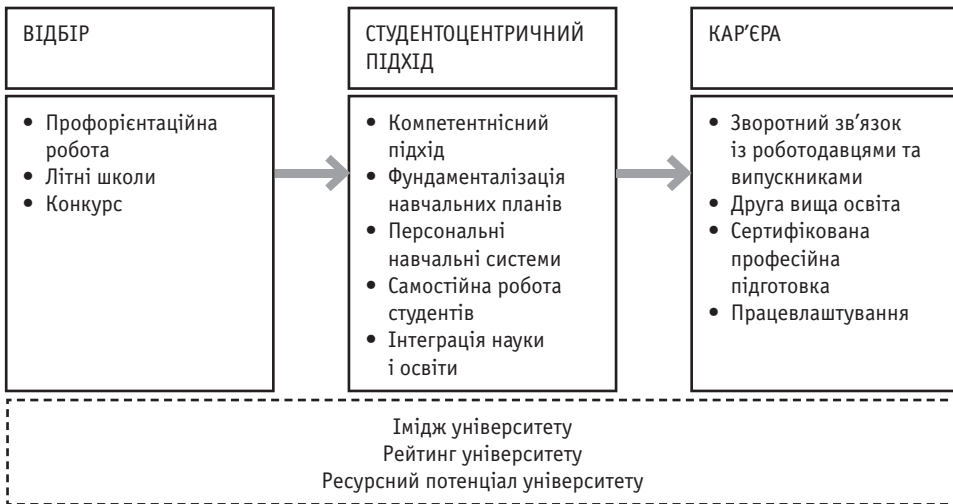 ВІДБІР
• Профорієнтаційна
робота
• Літні школи
• Конкурс
СТУДЕНТОЦЕНТРИЧНИЙ
ПІДХІД
• Компетентнісний
підхід
• Фундаменталізація
навчальних планів
• Персональні
навчальні системи
• Самостійна робота
студентів
• Інтеграція науки
і освіти
КАР’ЄРА
• Зворотний зв’язок
із роботодавцями та
випускниками
• Друга вища освіта
• Сертифікована
професійна
підготовка
• Працевлаштування
Імідж університету
Рейтинг університету
Ресурсний потенціал університету